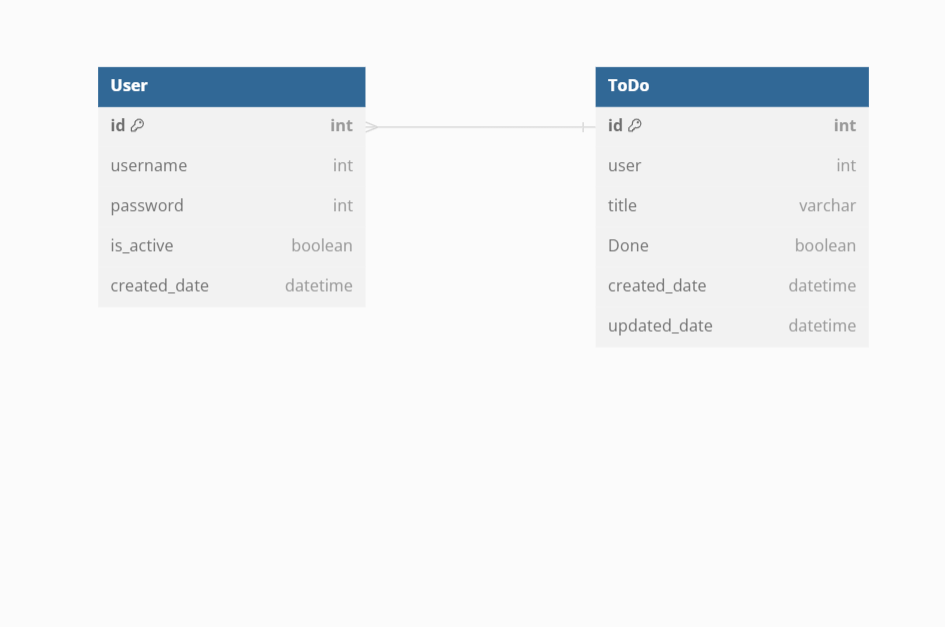 User
id int
username int
password int
is_active boolean
created_date datetime
ToDo
id int
user int
title varchar
Done boolean
created_date datetime
updated_date datetime